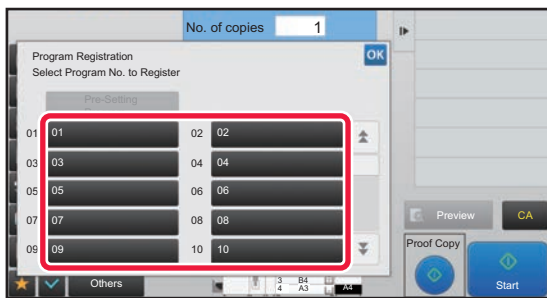 No. of copies 1
Program Registration OK
Select Program No. to Register
Pre-Setting
01 01 02 02
03 03 04 04
05 05 06 06
07 07 08 08
09 09 10 10
Preview CA
Proof Copy
Others
3 B4
4 A3 A4
Start